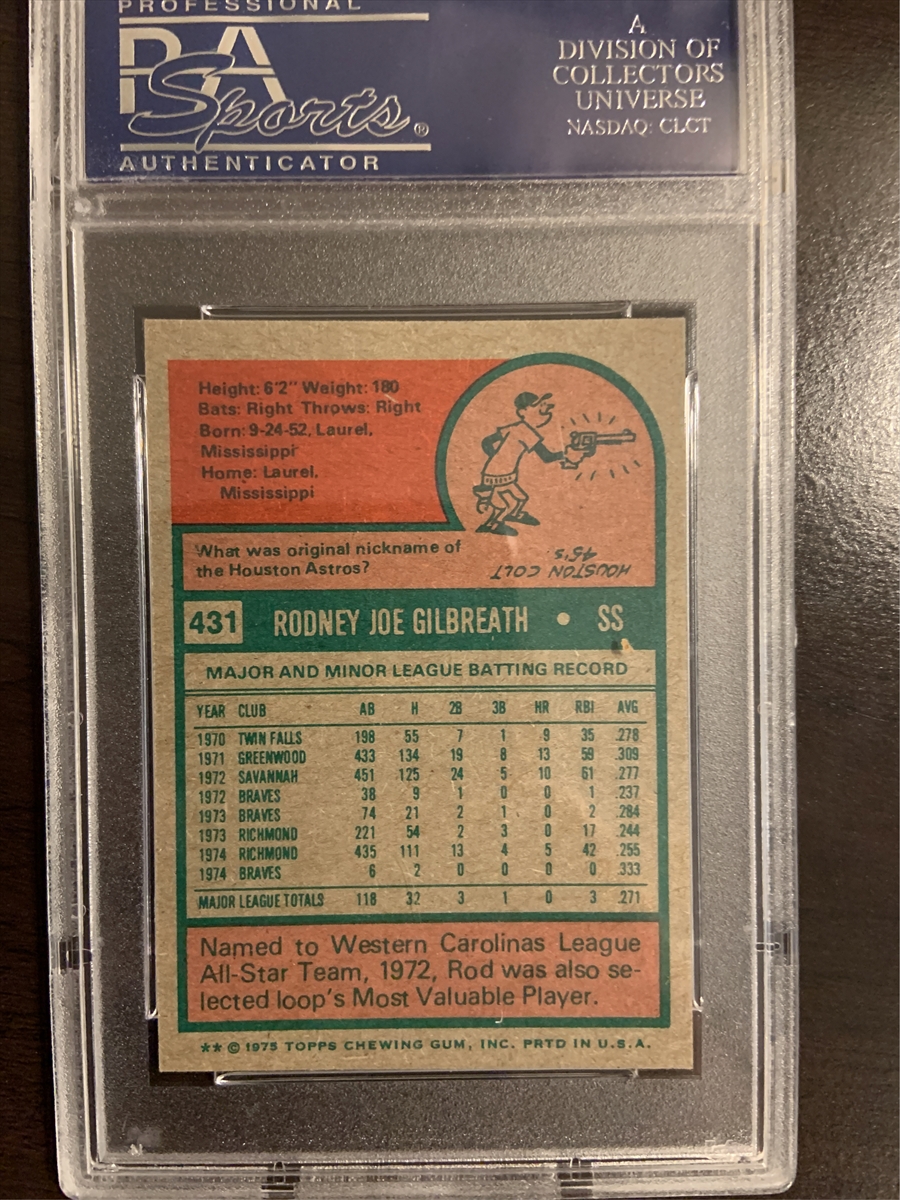 PROFESSIONAL
PSA
Sports®
AUTHENTICATOR
A
DIVISION OF
COLLECTORS
UNIVERSE
NASDAQ: CLCT
Height: 6'2" Weight: 180
Bats: Right Throws: Right
Born: 9-24-52, Laurel,
Mississippi
Home: Laurel,
Mississippi
What was original nickname of
the Houston Astros?
HOUSTON COLT
45's
431 RODNEY JOE GILBREATH • SS
MAJOR AND MINOR LEAGUE BATTING RECORD
YEAR CLUB AB H 2B 3B HR RBI AVG
1970 TWIN FALLS 198 55 7 1 9 35 .278
1971 GREENWOOD 433 134 19 8 13 59 .309
1972 SAVANNAH 451 125 24 5 10 61 .277
1972 BRAVES 38 9 1 0 0 1 .237
1973 BRAVES 74 21 2 1 0 2 .284
1973 RICHMOND 221 54 2 3 0 17 .244
1974 RICHMOND 435 111 13 4 5 42 .255
1974 BRAVES 6 2 0 0 0 0 .333
MAJOR LEAGUE TOTALS 118 32 3 1 0 3 .271
Named to Western Carolinas League
All-Star Team, 1972, Rod was also se-
lected loop's Most Valuable Player.
** © 1975 TOPPS CHEWING GUM, INC. PRTD IN U.S.A.